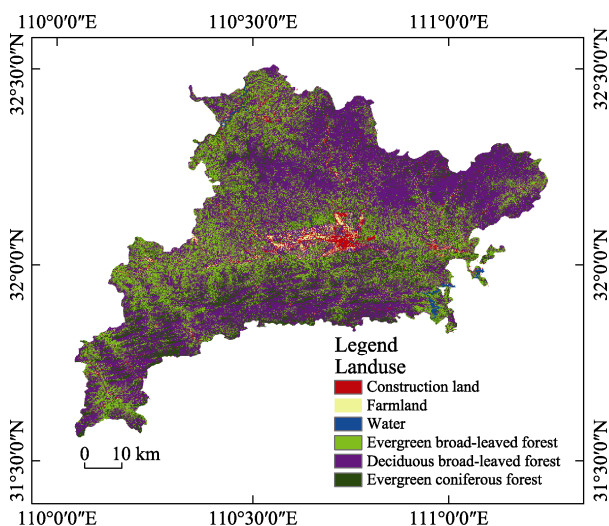 110°0′0″E 110°30′0″E 111°0′0″E
32°30′0″N 32°30′0″N
32°0′0″N 32°0′0″N
Legend
Landuse
Construction land
Farmland
Water
Evergreen broad-leaved forest
Deciduous broad-leaved forest
Evergreen coniferous forest
0 10 km
31°30′0″N 31°30′0″N
110°0′0″E 110°30′0″E 111°0′0″E